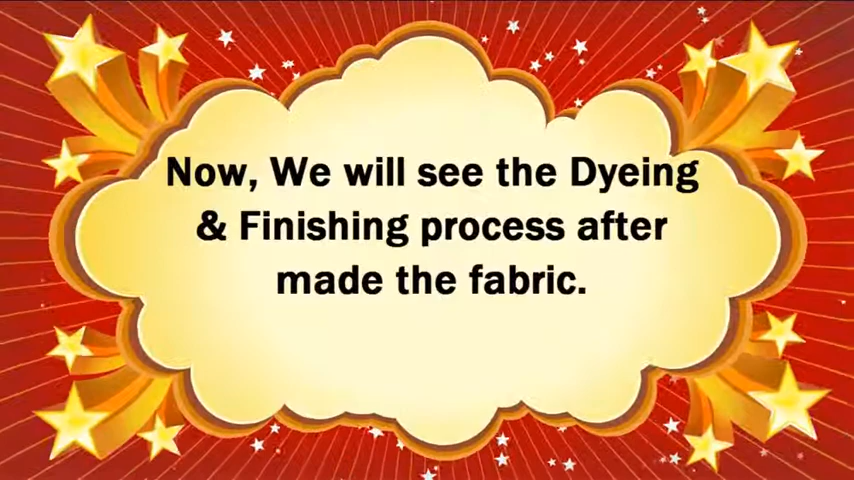 Now, We will see the Dyeing
& Finishing process after
made the fabric.